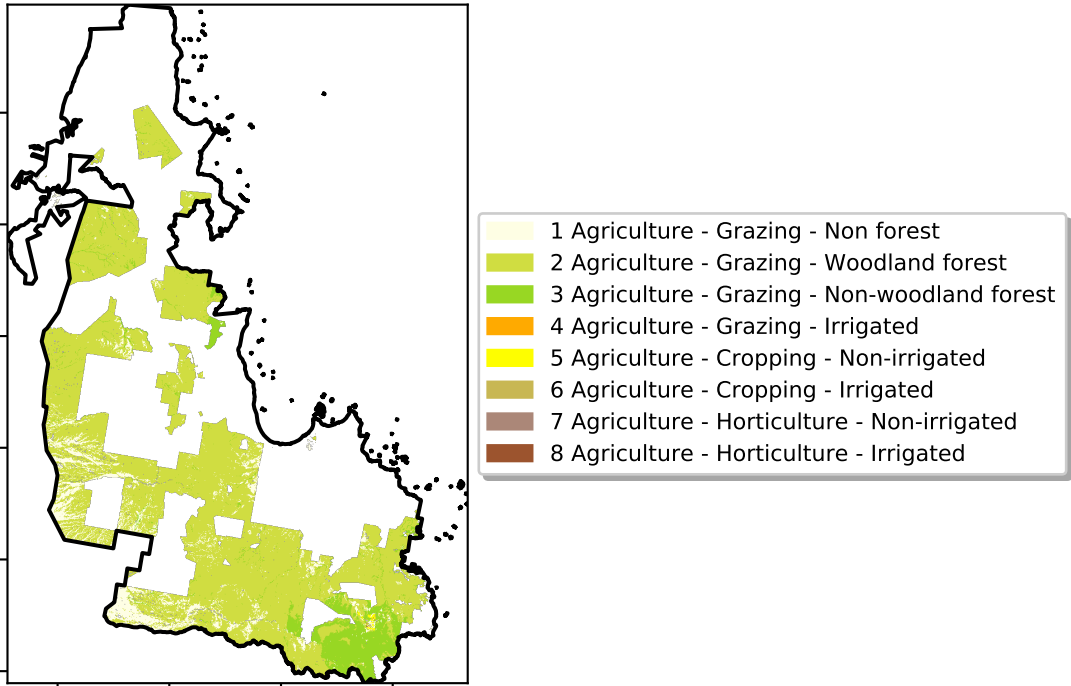 1 Agriculture - Grazing - Non forest
2 Agriculture - Grazing - Woodland forest
3 Agriculture - Grazing - Non-woodland forest
4 Agriculture - Grazing - Irrigated
5 Agriculture - Cropping - Non-irrigated
6 Agriculture - Cropping - Irrigated
7 Agriculture - Horticulture - Non-irrigated
8 Agriculture - Horticulture - Irrigated